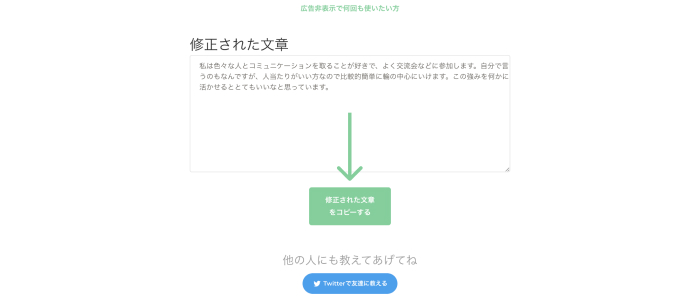 広告非表示で何回も使いたい方
修正された文章
私は色々な人とコミュニケーションを取ることが好きで、よく交流会などに参加します。自分で言
うのもなんですが、人当たりがいい方なので比較的簡単に輪の中心にいけます。この強みを何かに
活かせるととてもいいなと思っています。
修正された文章
をコピーする
他の人にも教えてあげてね
Twitterで友達に教える